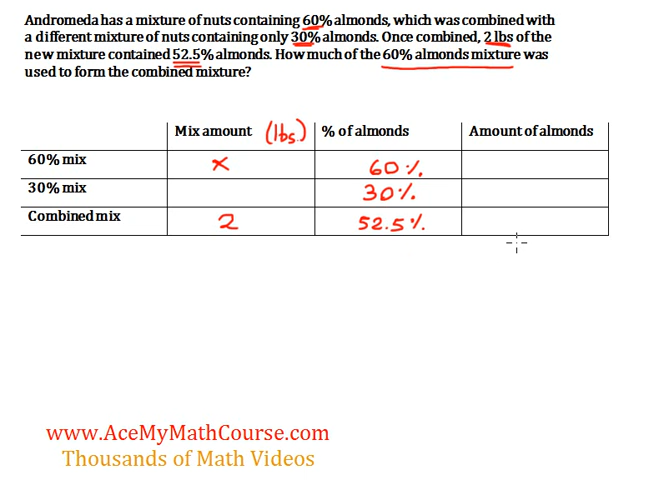 Andromeda has a mixture of nuts containing 60% almonds, which was combined with
a different mixture of nuts containing only 30% almonds. Once combined, 2 lbs of the
new mixture contained 52.5% almonds. How much of the 60% almonds mixture was
used to form the combined mixture?
Mix amount (lbs.) % of almonds Amount of almonds
60% mix x 60%.
30% mix 30%.
Combined mix 2 52.5%.
www.AceMyMathCourse.com
Thousands of Math Videos